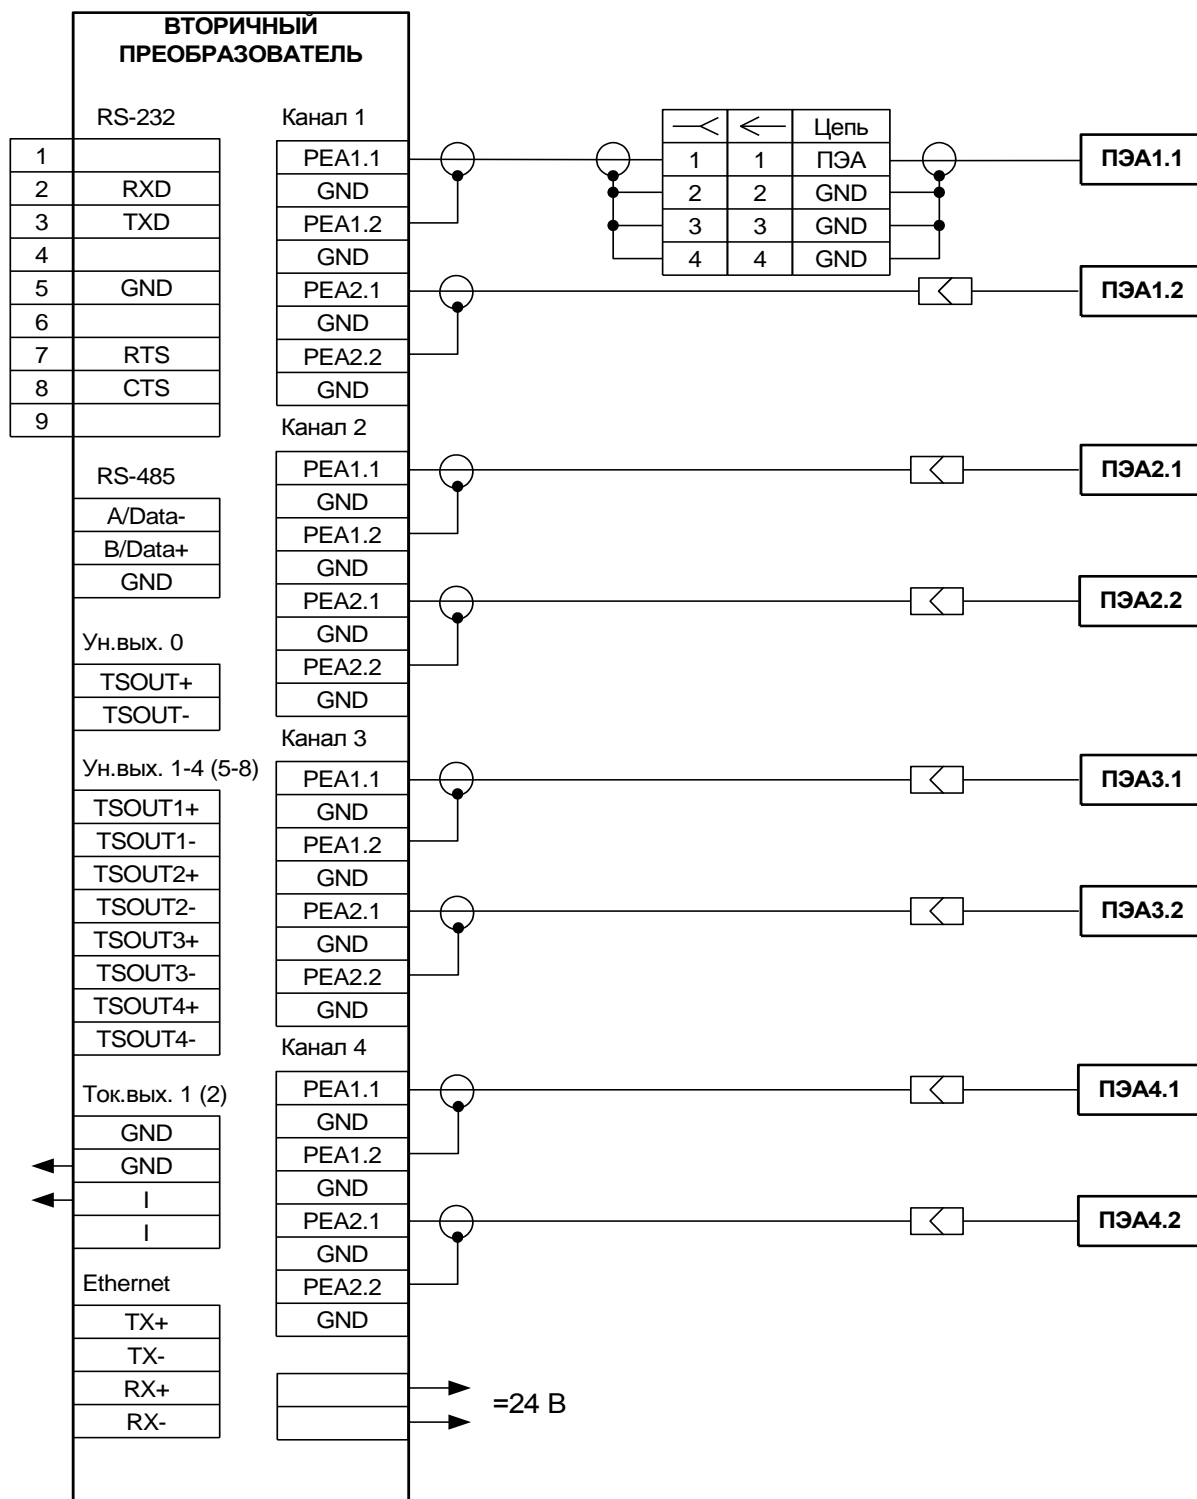 ВТОРИЧНЫЙ
ПРЕОБРАЗОВАТЕЛЬ
RS-232
1
2 RXD
3 TXD
4
5 GND
6
7 RTS
8 CTS
9
RS-485
A/Data-
B/Data+
GND
Ун.вых. 0
TSOUT+
TSOUT-
Ун.вых. 1-4 (5-8)
TSOUT1+
TSOUT1-
TSOUT2+
TSOUT2-
TSOUT3+
TSOUT3-
TSOUT4+
TSOUT4-
Ток.вых. 1 (2)
GND
GND
I
I
Ethernet
TX+
TX-
RX+
RX-
Канал 1
PEA1.1
GND
PEA1.2
GND
PEA2.1
GND
PEA2.2
GND
Канал 2
PEA1.1
GND
PEA1.2
GND
PEA2.1
GND
PEA2.2
GND
Канал 3
PEA1.1
GND
PEA1.2
GND
PEA2.1
GND
PEA2.2
GND
Канал 4
PEA1.1
GND
PEA1.2
GND
PEA2.1
GND
PEA2.2
GND
=24 В
Цепь
1 1 ПЭА
2 2 GND
3 3 GND
4 4 GND
ПЭА1.1
ПЭА1.2
ПЭА2.1
ПЭА2.2
ПЭА3.1
ПЭА3.2
ПЭА4.1
ПЭА4.2